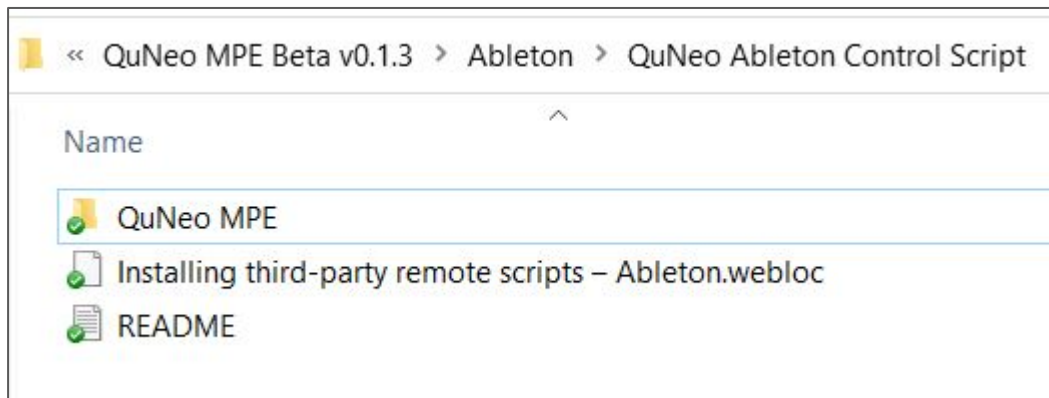 « QuNeo MPE Beta v0.1.3 > Ableton > QuNeo Ableton Control Script
Name
QuNeo MPE
Installing third-party remote scripts – Ableton.webloc
README